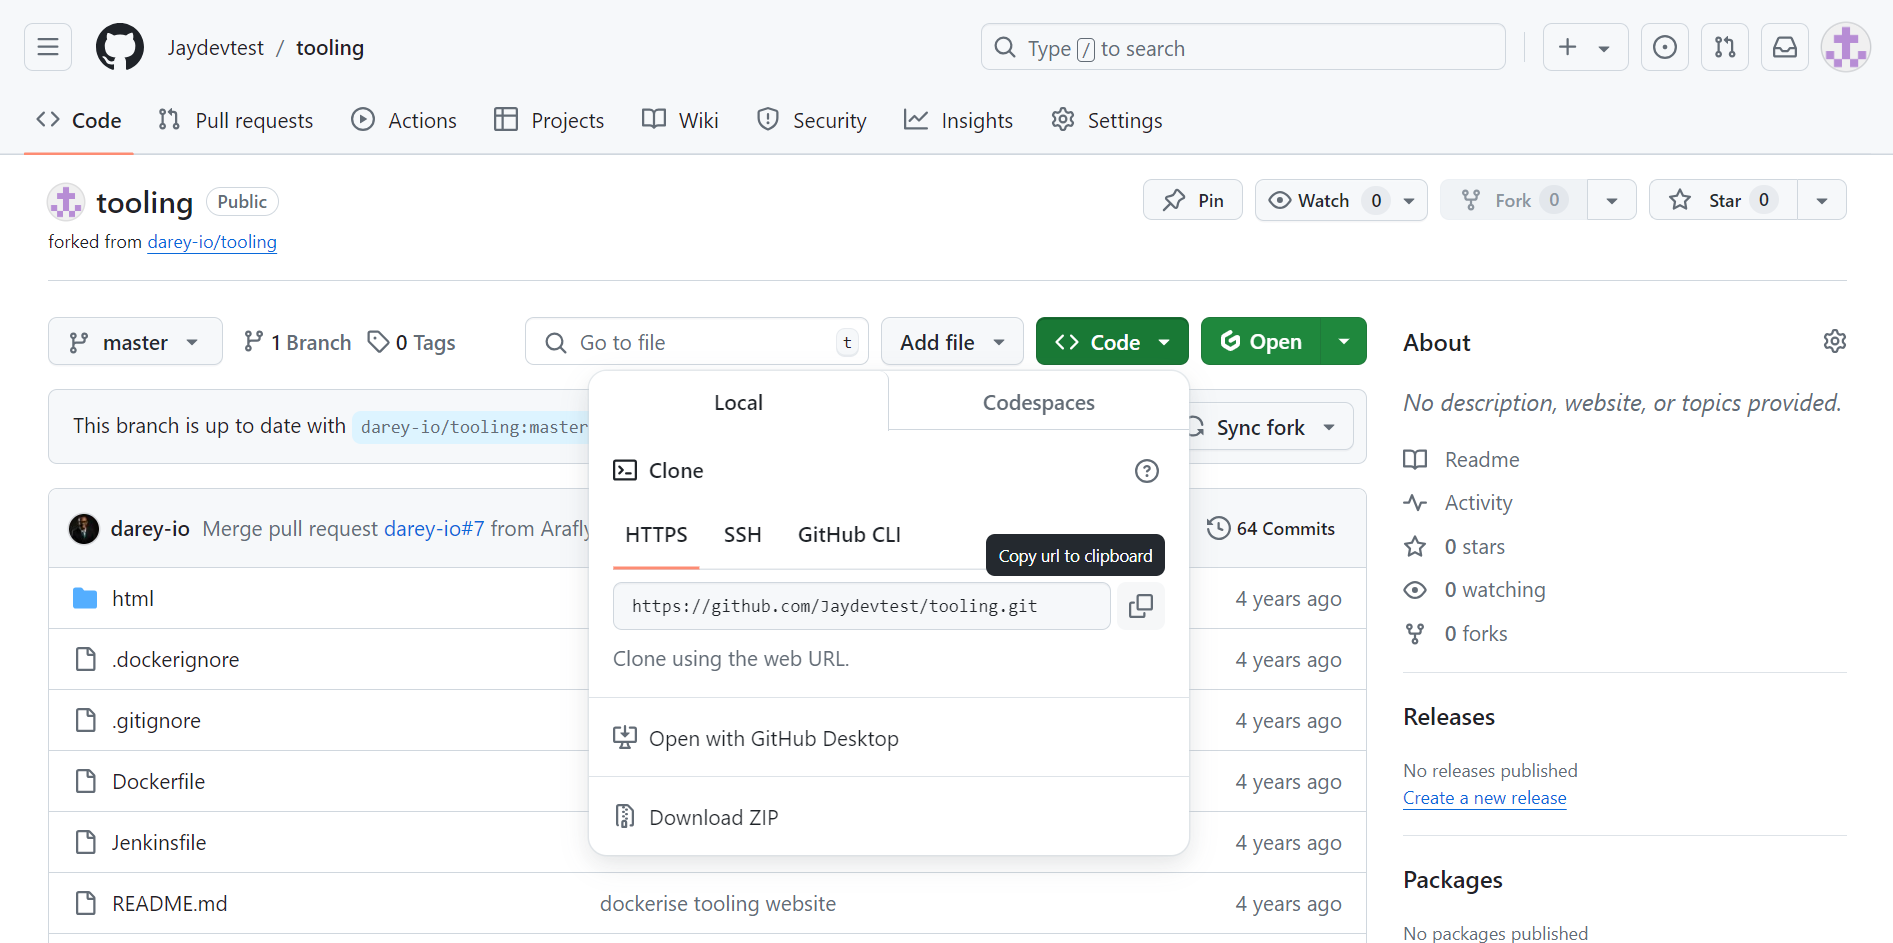 Jaydevtest / tooling
Type / to search
Code Pull requests Actions Projects Wiki Security Insights Settings
tooling Public
Pin Watch 0 Fork 0 Star 0
forked from darey-io/tooling
master 1 Branch 0 Tags Go to file t Add file Code Open
This branch is up to date with darey-io/tooling:master
Sync fork
Local Codespaces
Clone
HTTPS SSH GitHub CLI
Copy url to clipboard
https://github.com/Jaydevtest/tooling.git
Clone using the web URL.
Open with GitHub Desktop
Download ZIP
darey-io Merge pull request darey-io#7 from Arafly
64 Commits
html 4 years ago
.dockerignore 4 years ago
.gitignore 4 years ago
Dockerfile 4 years ago
Jenkinsfile 4 years ago
README.md dockerise tooling website 4 years ago
About
No description, website, or topics provided.
Readme
Activity
0 stars
0 watching
0 forks
Releases
No releases published
Create a new release
Packages
No packages published